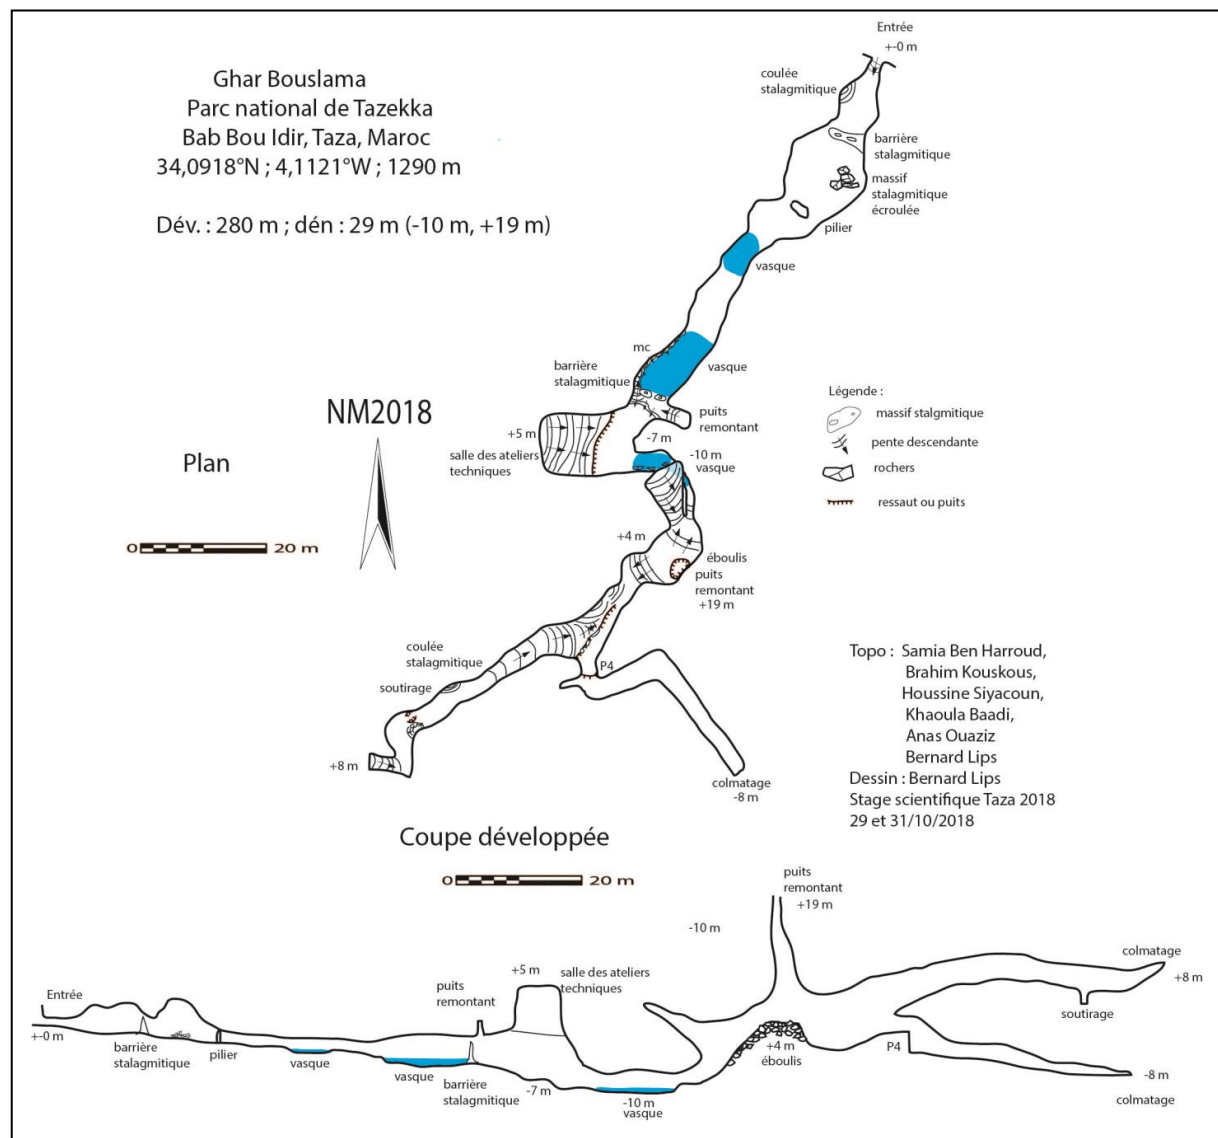 Ghar Bouslama
Parc national de Tazekka
Bab Bou Idir, Taza, Maroc
34,0918°N ; 4,1121°W ; 1290 m
Dév. : 280 m ; dén : 29 m (-10 m, +19 m)
Entrée
+-0 m
coulée
stalagmitique
barrière
stalagmitique
massif
stalagmitique
écroulée
pilier
vasque
mc
vasque
barrière
stalagmitique
puits
remontant
+5 m
-7 m
salle des ateliers
techniques
-10 m
vasque
NM2018
Plan
0 20 m
Légende :
massif stalgmitique
pente descendante
rochers
ressaut ou puits
+4 m
éboulis
puits
remontant
+19 m
coulée
stalagmitique
P4
soutirage
+8 m
colmatage
-8 m
Topo : Samia Ben Harroud,
Brahim Kouskous,
Houssine Siyacoun,
Khaoula Baadi,
Anas Ouaziz
Bernard Lips
Dessin : Bernard Lips
Stage scientifique Taza 2018
29 et 31/10/2018
Coupe développée
0 20 m
puits
remontant
+19 m
-10 m
colmatage
+8 m
+5 m
salle des ateliers
techniques
puits
remontant
Entrée
soutirage
+-0 m
barrière
stalagmitique
pilier
vasque
vasque
barrière
stalagmitique
-7 m
-10 m
vasque
+4 m
éboulis
P4
-8 m
colmatage